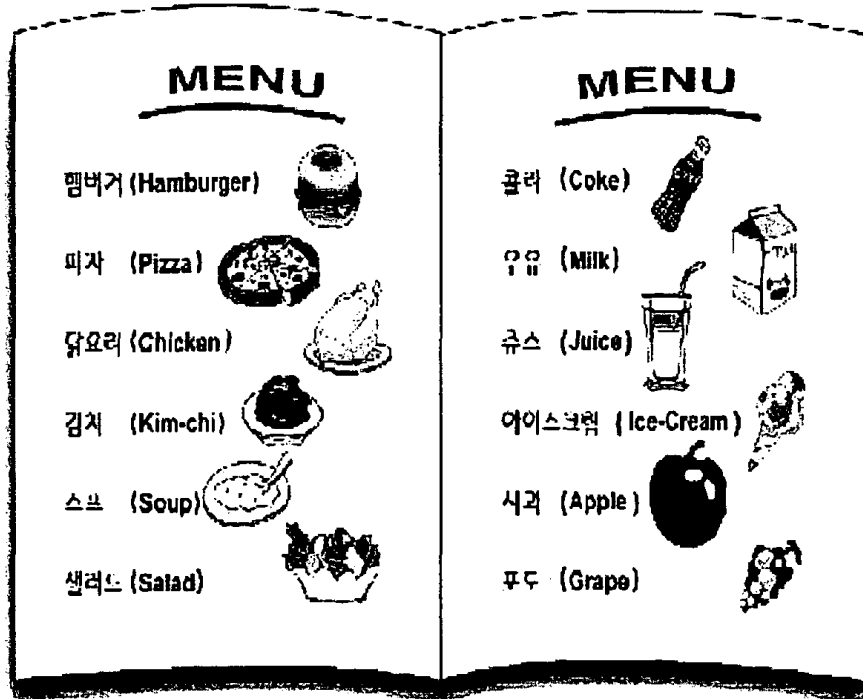 MENU
햄버거 (Hamburger)
피자 (Pizza)
닭요리 (Chicken)
김치 (Kim-chi)
스프 (Soup)
샐러드 (Salad)
MENU
콜라 (Coke)
우유 (Milk)
쥬스 (Juice)
아이스크림 (Ice-Cream)
사과 (Apple)
포도 (Grape)